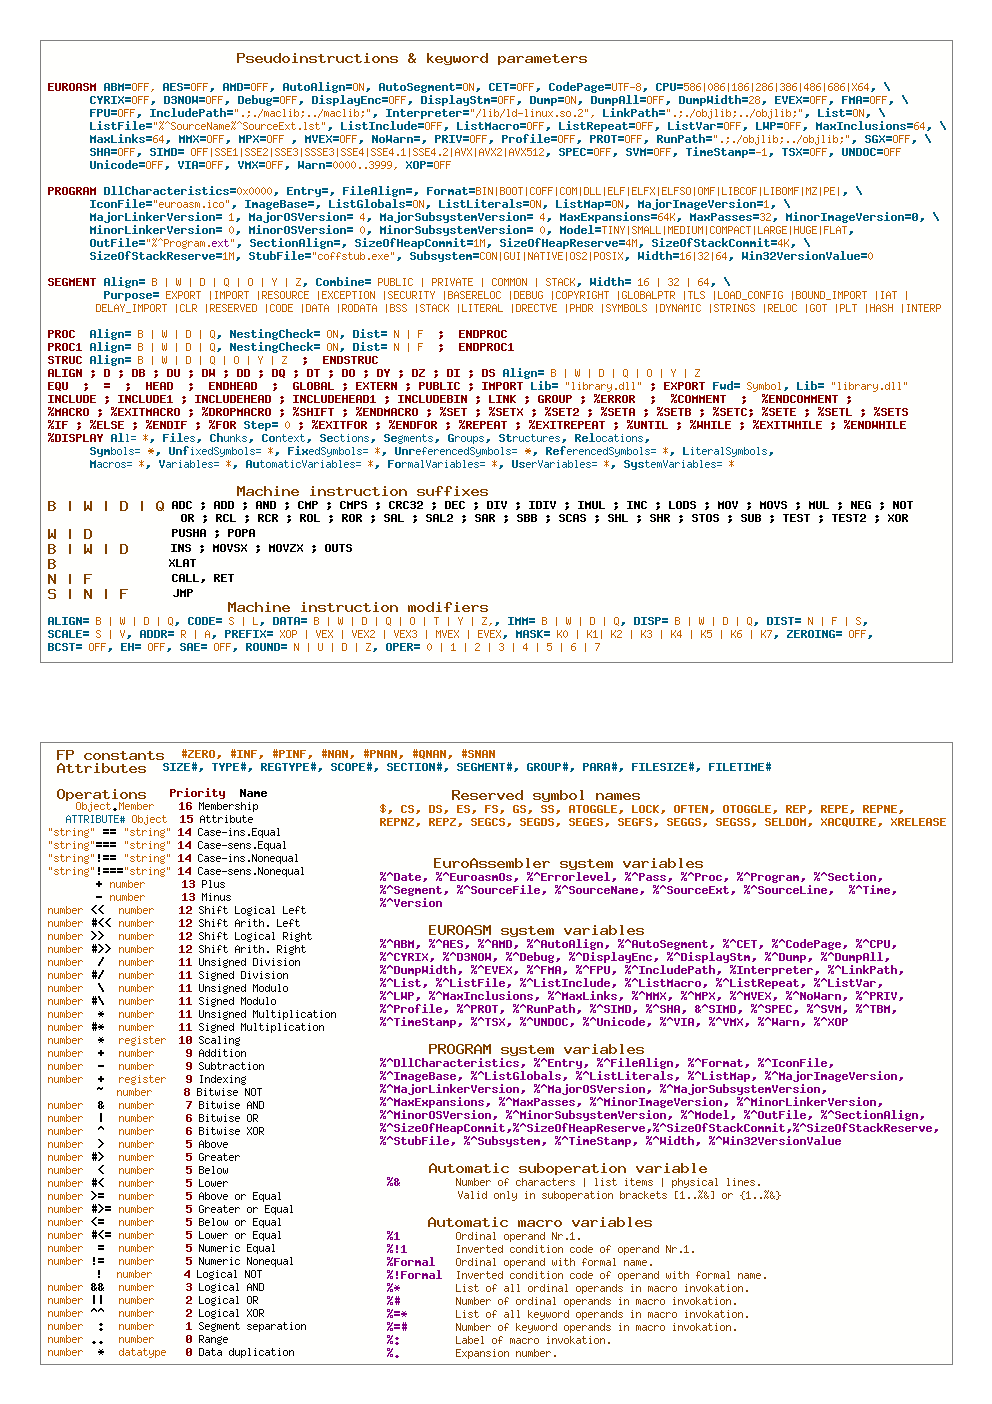 Pseudoinstructions & keyword parameters
EUROASM ABM=OFF, AES=OFF, AMD=OFF, AutoAlign=ON, AutoSegment=ON, CET=OFF, CodePage=UTF-8, CPU=586|086|186|286|386|486|686|X64, \
CYRIX=OFF, D3NOW=OFF, Debug=OFF, DisplayEnc=OFF, DisplayStm=OFF, Dump=ON, DumpAll=OFF, DumpWidth=28, EVEX=OFF, FMA=OFF, \
FPU=OFF, IncludePath=".;./maclib;../maclib;", Interpreter="/lib/ld-linux.so.2", LinkPath=".;./objlib;../objlib;", List=ON, \
ListFile="%^SourceName%^SourceExt.lst", ListInclude=OFF, ListMacro=OFF, ListRepeat=OFF, ListVar=OFF, LWP=OFF, MaxInclusions=64, \
MaxLinks=64, MMX=OFF, MPX=OFF , MVEX=OFF, NoWarn=, PRIV=OFF, Profile=OFF, PROT=OFF, RunPath=".;./objlib;../objlib;", SGX=OFF, \
SHA=OFF, SIMD= OFF|SSE1|SSE2|SSE3|SSSE3|SSE4|SSE4.1|SSE4.2|AVX|AVX2|AVX512, SPEC=OFF, SVM=OFF, TimeStamp=-1, TSX=OFF, UNDOC=OFF
Unicode=OFF, VIA=OFF, VMX=OFF, Warn=0000..3999, XOP=OFF
PROGRAM DllCharacteristics=0x0000, Entry=, FileAlign=, Format=BIN|BOOT|COFF|COM|DLL|ELF|ELFX|ELFSO|OMF|LIBCOF|LIBOMF|MZ|PE|, \
IconFile="euroasm.ico", ImageBase=, ListGlobals=ON, ListLiterals=ON, ListMap=ON, MajorImageVersion=1, \
MajorLinkerVersion= 1, MajorOSVersion= 4, MajorSubsystemVersion= 4, MaxExpansions=64K, MaxPasses=32, MinorImageVersion=0, \
MinorLinkerVersion= 0, MinorOSVersion= 0, MinorSubsystemVersion= 0, Model=TINY|SMALL|MEDIUM|COMPACT|LARGE|HUGE|FLAT,
OutFile="%^Program.ext", SectionAlign=, SizeOfHeapCommit=1M, SizeOfHeapReserve=4M, SizeOfStackCommit=4K, \
SizeOfStackReserve=1M, StubFile="coffstub.exe", Subsystem=CON|GUI|NATIVE|OS2|POSIX, Width=16|32|64, Win32VersionValue=0
SEGMENT Align= B | W | D | Q | O | Y | Z, Combine= PUBLIC | PRIVATE | COMMON | STACK, Width= 16 | 32 | 64, \
Purpose= EXPORT |IMPORT |RESOURCE |EXCEPTION |SECURITY |BASERELOC |DEBUG |COPYRIGHT |GLOBALPTR |TLS |LOAD_CONFIG |BOUND_IMPORT |IAT |
DELAY_IMPORT |CLR |RESERVED |CODE |DATA |RODATA |BSS |STACK |LITERAL |DRECTVE |PHDR |SYMBOLS |DYNAMIC |STRINGS |RELOC |GOT |PLT |HASH |INTERP
PROC Align= B | W | D | Q, NestingCheck= ON, Dist= N | F ; ENDPROC
PROC1 Align= B | W | D | Q, NestingCheck= ON, Dist= N | F ; ENDPROC1
STRUC Align= B | W | D | Q | O | Y | Z ; ENDSTRUC
ALIGN ; D ; DB ; DU ; DW ; DD ; DQ ; DT ; DO ; DY ; DZ ; DI ; DS Align= B | W | D | Q | O | Y | Z
EQU ; = ; HEAD ; ENDHEAD ; GLOBAL ; EXTERN ; PUBLIC ; IMPORT Lib= "library.dll" ; EXPORT Fwd= Symbol, Lib= "library.dll"
INCLUDE ; INCLUDE1 ; INCLUDEHEAD ; INCLUDEHEAD1 ; INCLUDEBIN ; LINK ; GROUP ; %ERROR ; %COMMENT ; %ENDCOMMENT ;
%MACRO ; %EXITMACRO ; %DROPMACRO ; %SHIFT ; %ENDMACRO ; %SET ; %SETX ; %SET2 ; %SETA ; %SETB ; %SETC; %SETE ; %SETL ; %SETS
%IF ; %ELSE ; %ENDIF ; %FOR Step= 0 ; %EXITFOR ; %ENDFOR ; %REPEAT ; %EXITREPEAT ; %UNTIL ; %WHILE ; %EXITWHILE ; %ENDWHILE
%DISPLAY All= *, Files, Chunks, Context, Sections, Segments, Groups, Structures, Relocations,
Symbols= *, UnfixedSymbols= *, FixedSymbols= *, UnreferencedSymbols= *, ReferencedSymbols= *, LiteralSymbols,
Macros= *, Variables= *, AutomaticVariables= *, FormalVariables= *, UserVariables= *, SystemVariables= *
Machine instruction suffixes
B | W | D | Q ADC ; ADD ; AND ; CMP ; CMPS ; CRC32 ; DEC ; DIV ; IDIV ; IMUL ; INC ; LODS ; MOV ; MOVS ; MUL ; NEG ; NOT
OR ; RCL ; RCR ; ROL ; ROR ; SAL ; SAL2 ; SAR ; SBB ; SCAS ; SHL ; SHR ; STOS ; SUB ; TEST ; TEST2 ; XOR
W | D PUSHA ; POPA
B | W | D INS ; MOVSX ; MOVZX ; OUTS
B XLAT
N | F CALL, RET
S | N | F JMP
Machine instruction modifiers
ALIGN= B | W | D | Q, CODE= S | L, DATA= B | W | D | Q | O | T | Y | Z,, IMM= B | W | D | Q, DISP= B | W | D | Q, DIST= N | F | S,
SCALE= S | V, ADDR= R | A, PREFIX= XOP | VEX | VEX2 | VEX3 | MVEX | EVEX, MASK= K0 | K1| K2 | K3 | K4 | K5 | K6 | K7, ZEROING= OFF,
BCST= OFF, EH= OFF, SAE= OFF, ROUND= N | U | D | Z, OPER= 0 | 1 | 2 | 3 | 4 | 5 | 6 | 7
FP constants #ZERO, #INF, #PINF, #NAN, #PNAN, #QNAN, #SNAN
Attributes SIZE#, TYPE#, REGTYPE#, SCOPE#, SECTION#, SEGMENT#, GROUP#, PARA#, FILESIZE#, FILETIME#
Operations Priority Name
Object.Member 16 Membership
ATTRIBUTE# Object 15 Attribute
"string" == "string" 14 Case-ins.Equal
"string"=== "string" 14 Case-sens.Equal
"string"!== "string" 14 Case-ins.Nonequal
"string"!==="string" 14 Case-sens.Nonequal
+ number 13 Plus
- number 13 Minus
number << number 12 Shift Logical Left
number #<< number 12 Shift Arith. Left
number >> number 12 Shift Logical Right
number #>> number 12 Shift Arith. Right
number / number 11 Unsigned Division
number #/ number 11 Signed Division
number \ number 11 Unsigned Modulo
number #\ number 11 Signed Modulo
number * number 11 Unsigned Multiplication
number #* number 11 Signed Multiplication
number * register 10 Scaling
number + number 9 Addition
number - number 9 Subtraction
number + register 9 Indexing
~ number 8 Bitwise NOT
number & number 7 Bitwise AND
number | number 6 Bitwise OR
number ^ number 6 Bitwise XOR
number > number 5 Above
number #> number 5 Greater
number < number 5 Below
number #< number 5 Lower
number >= number 5 Above or Equal
number #>= number 5 Greater or Equal
number <= number 5 Below or Equal
number #<= number 5 Lower or Equal
number = number 5 Numeric Equal
number != number 5 Numeric Nonequal
! number 4 Logical NOT
number && number 3 Logical AND
number || number 2 Logical OR
number ^^ number 2 Logical XOR
number : number 1 Segment separation
number .. number 0 Range
number * datatype 0 Data duplication
Reserved symbol names
$, CS, DS, ES, FS, GS, SS, ATOGGLE, LOCK, OFTEN, OTOGGLE, REP, REPE, REPNE,
REPNZ, REPZ, SEGCS, SEGDS, SEGES, SEGFS, SEGGS, SEGSS, SELDOM, XACQUIRE, XRELEASE
EuroAssembler system variables
%^Date, %^EuroasmOs, %^Errorlevel, %^Pass, %^Proc, %^Program, %^Section,
%^Segment, %^SourceFile, %^SourceName, %^SourceExt, %^SourceLine, %^Time,
%^Version
EUROASM system variables
%^ABM, %^AES, %^AMD, %^AutoAlign, %^AutoSegment, %^CET, %^CodePage, %^CPU,
%^CYRIX, %^D3NOW, %^Debug, %^DisplayEnc, %^DisplayStm, %^Dump, %^DumpAll,
%^DumpWidth, %^EVEX, %^FMA, %^FPU, %^IncludePath, %Interpreter, %^LinkPath,
%^List, %^ListFile, %^ListInclude, %^ListMacro, %^ListRepeat, %^ListVar,
%^LWP, %^MaxInclusions, %^MaxLinks, %^MMX, %^MPX, %^MVEX, %^NoWarn, %^PRIV,
%^Profile, %^PROT, %^RunPath, %^SIMD, %^SHA, &^SIMD, %^SPEC, %^SVM, %^TBM,
%^TimeStamp, %^TSX, %^UNDOC, %^Unicode, %^VIA, %^VMX, %^Warn, %^XOP
PROGRAM system variables
%^DllCharacteristics, %^Entry, %^FileAlign, %^Format, %^IconFile,
%^ImageBase, %^ListGlobals, %^ListLiterals, %^ListMap, %^MajorImageVersion,
%^MajorLinkerVersion, %^MajorOSVersion, %^MajorSubsystemVersion,
%^MaxExpansions, %^MaxPasses, %^MinorImageVersion, %^MinorLinkerVersion,
%^MinorOSVersion, %^MinorSubsystemVersion, %^Model, %^OutFile, %^SectionAlign,
%^SizeOfHeapCommit,%^SizeOfHeapReserve,%^SizeOfStackCommit,%^SizeOfStackReserve,
%^StubFile, %^Subsystem, %^TimeStamp, %^Width, %^Win32VersionValue
Automatic suboperation variable
%& Number of characters | list items | physical lines.
Valid only in suboperation brackets [1..%&] or {1..%&}
Automatic macro variables
%1 Ordinal operand Nr.1.
%!1 Inverted condition code of operand Nr.1.
%Formal Ordinal operand with formal name.
%!Formal Inverted condition code of operand with formal name.
%* List of all ordinal operands in macro invokation.
%# Number of ordinal operands in macro invokation.
%=* List of all keyword operands in macro invokation.
%=# Number of keyword operands in macro invokation.
%: Label of macro invokation.
%. Expansion number.